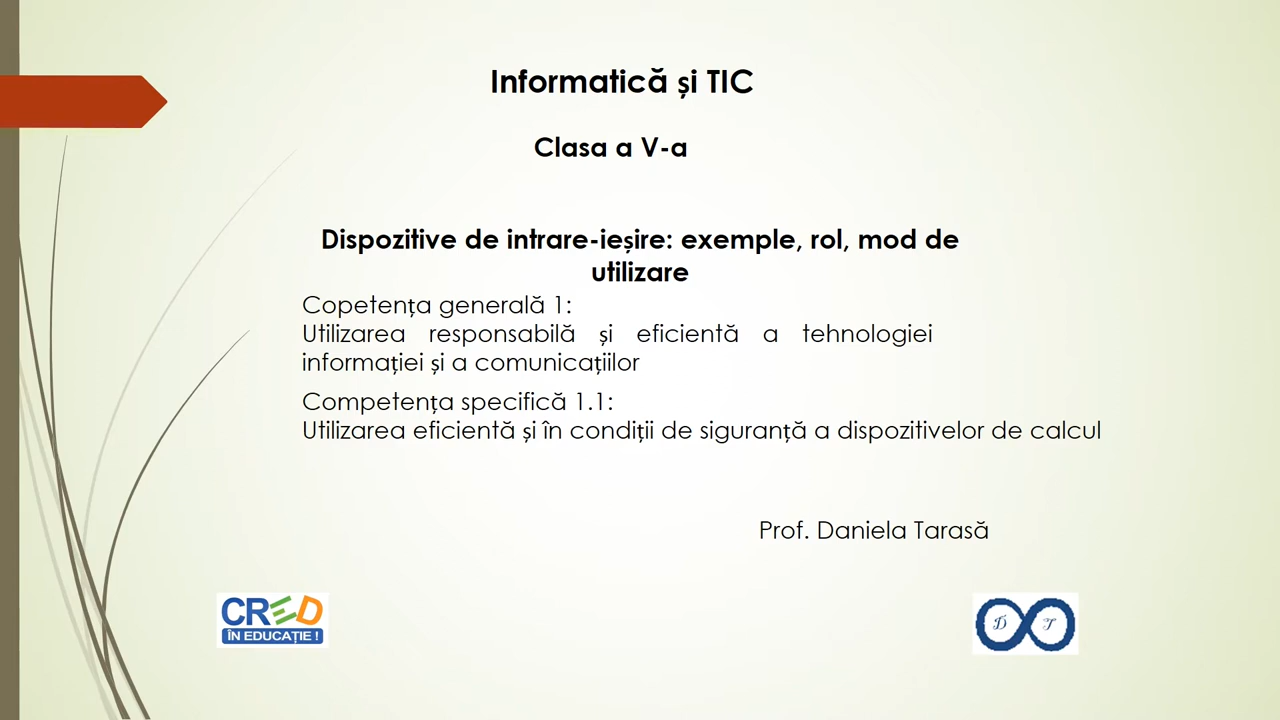 Informatică și TIC
Clasa a V-a
Dispozitive de intrare-ieșire: exemple, rol, mod de
utilizare
Copetența generală 1:
Utilizarea responsabilă și eficientă a tehnologiei
informației și a comunicațiilor
Competența specifică 1.1:
Utilizarea eficientă și în condiții de siguranță a dispozitivelor de calcul
Prof. Daniela Tarasă
CRED
ÎN EDUCAȚIE !
D T